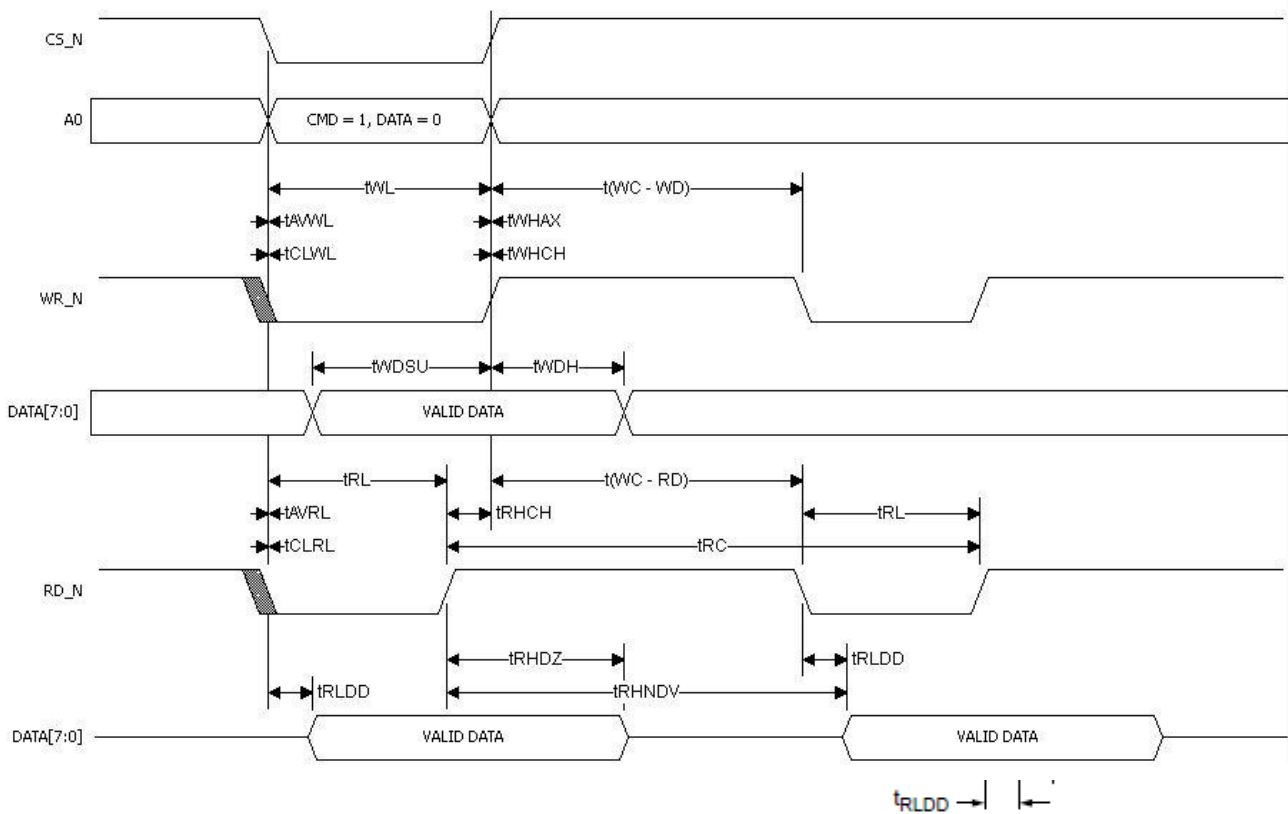 CS_N
A0 CMD = 1, DATA = 0
tWL t(WC - WD)
tAVWL tWHAX
tCLWL tWHCH
WR_N
tWDSU tWDH
DATA[7:0] VALID DATA
tRL t(WC - RD)
tAVRL tRHCH tRL
tCLRL tRC
RD_N
tRHDZ tRLDD
tRLDD tRHNDV
DATA[7:0] VALID DATA VALID DATA
tRLDD